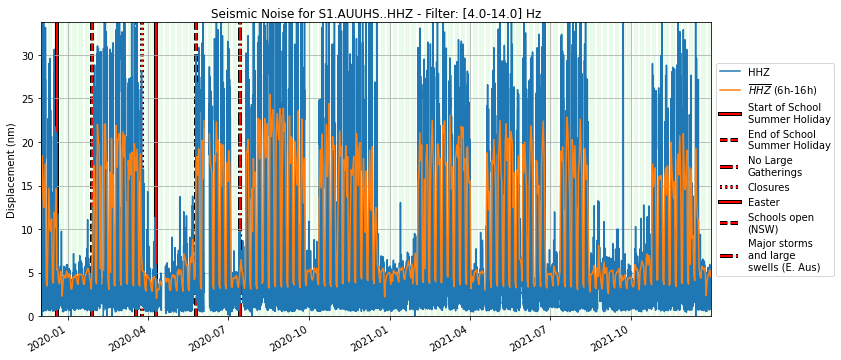 Seismic Noise for S1.AUUHS..HHZ - Filter: [4.0-14.0] Hz
Displacement (nm)
30
25
20
15
10
5
0
2020-01
2020-04
2020-07
2020-10
2021-01
2021-04
2021-07
2021-10
HHZ
HHZ (6h-16h)
Start of School
Summer Holiday
End of School
Summer Holiday
No Large
Gatherings
Closures
Easter
Schools open
(NSW)
Major storms
and large
swells (E. Aus)